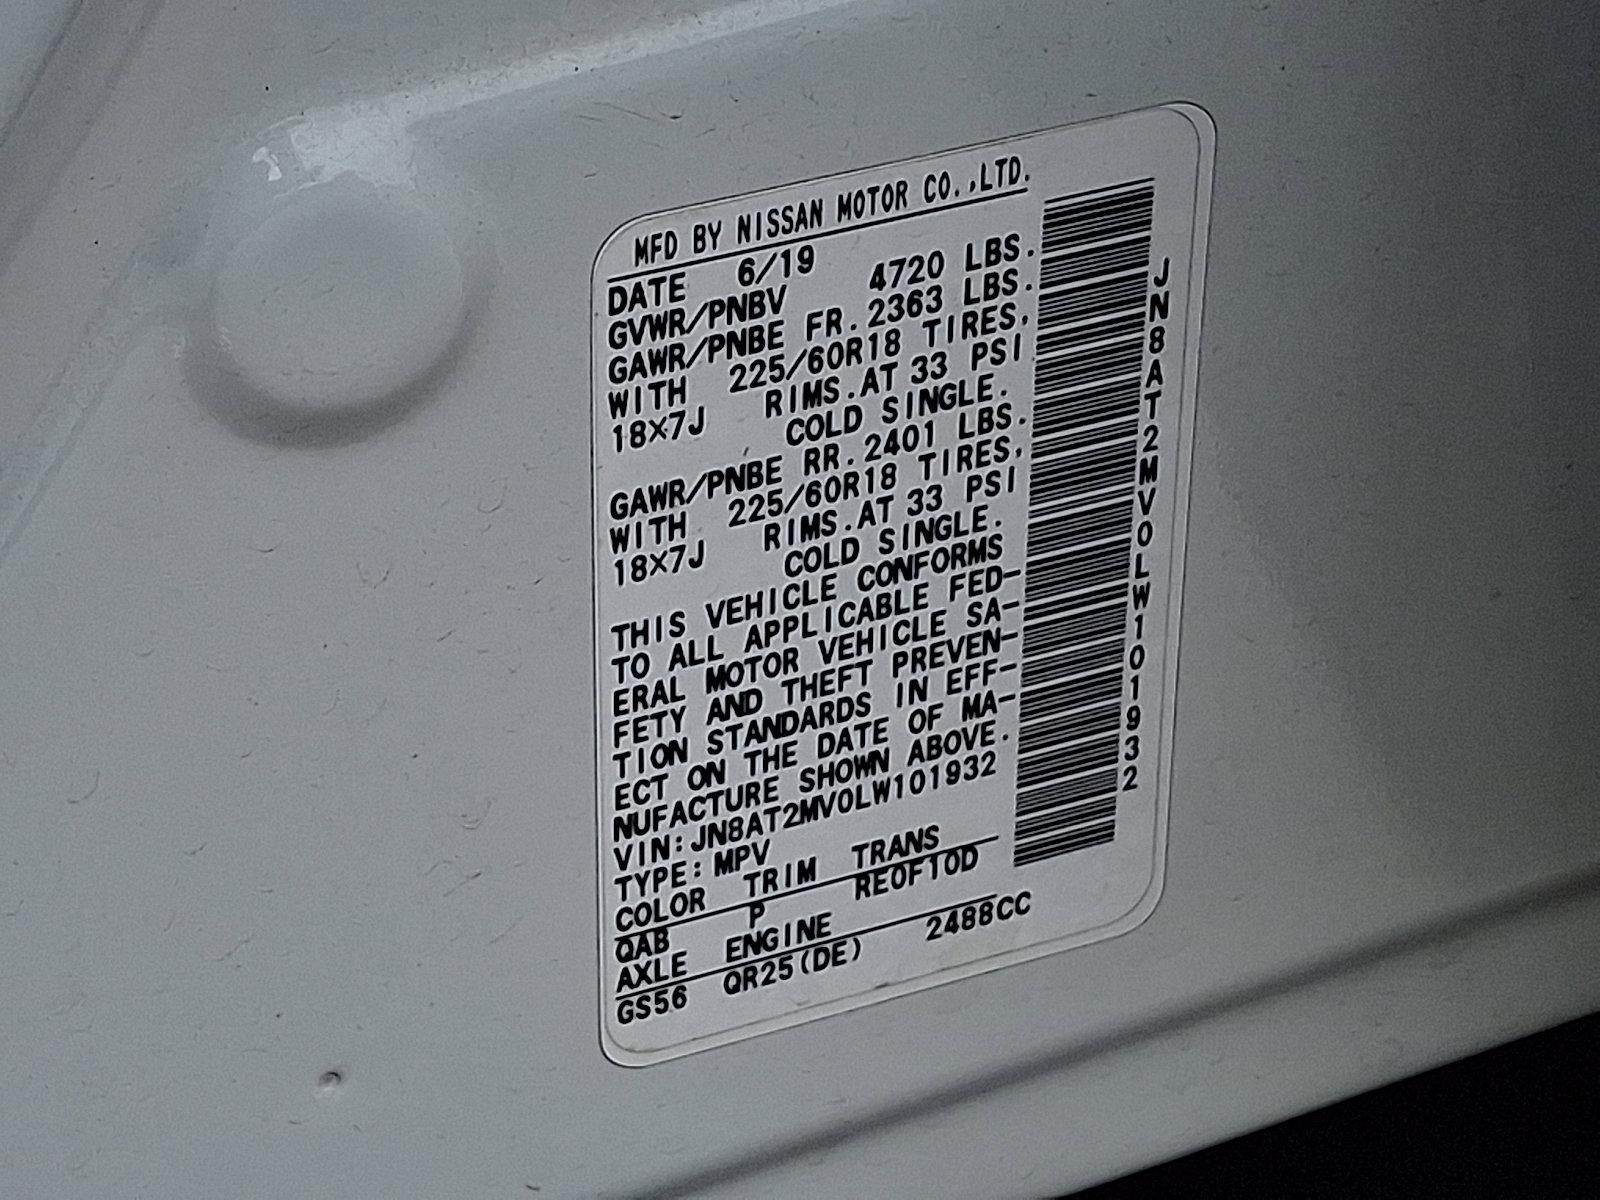 MFD BY NISSAN MOTOR CO.,LTD.
DATE 6/19
GVWR/PNBV 4720 LBS.
GAWR/PNBE FR. 2363 LBS.
WITH 225/60R18 TIRES,
18×7J RIMS.AT 33 PSI
COLD SINGLE.
GAWR/PNBE RR. 2401 LBS.
WITH 225/60R18 TIRES,
18×7J RIMS.AT 33 PSI
COLD SINGLE.
THIS VEHICLE CONFORMS
TO ALL APPLICABLE FED-
ERAL MOTOR VEHICLE SA-
FETY AND THEFT PREVEN-
TION STANDARDS IN EFF-
ECT ON THE DATE OF MA-
NUFACTURE SHOWN ABOVE.
VIN:JN8AT2MV0LW101932
TYPE:MPV
COLOR TRIM TRANS
QAB P RE0F10D
AXLE ENGINE
GS56 QR25(DE) 2488CC
JN8AT2MV0LW101932